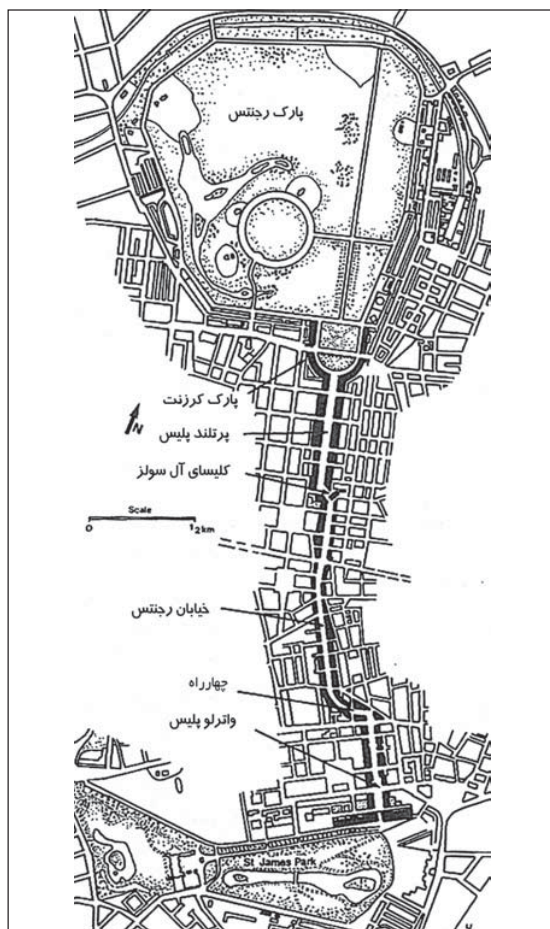 پارک رجنتس
پارک کرزنت
پرتلند پلیس
کلیسای آل سولز
N
Scale
0 ½km
خیابان رجنتس
چهارراه
واترلو پلیس
St James Park